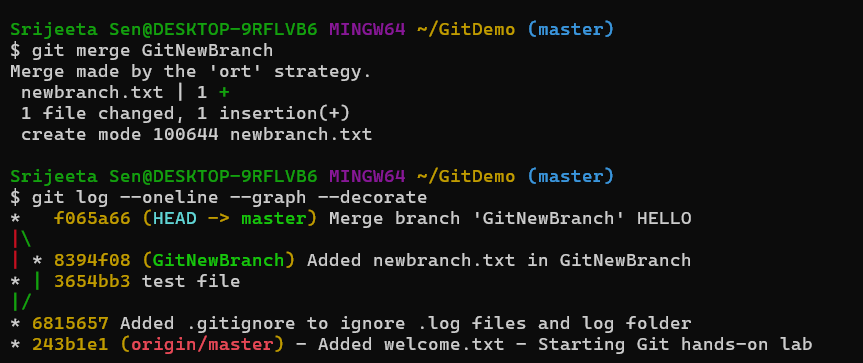 Srijeeta Sen@DESKTOP-9RFLVB6 MINGW64 ~/GitDemo (master)
$ git merge GitNewBranch
Merge made by the 'ort' strategy.
 newbranch.txt | 1 +
 1 file changed, 1 insertion(+)
 create mode 100644 newbranch.txt

Srijeeta Sen@DESKTOP-9RFLVB6 MINGW64 ~/GitDemo (master)
$ git log --oneline --graph --decorate
*   f065a66 (HEAD -> master) Merge branch 'GitNewBranch' HELLO
|\
| * 8394f08 (GitNewBranch) Added newbranch.txt in GitNewBranch
* | 3654bb3 test file
|/
* 6815657 Added .gitignore to ignore .log files and log folder
* 243b1e1 (origin/master) - Added welcome.txt - Starting Git hands-on lab